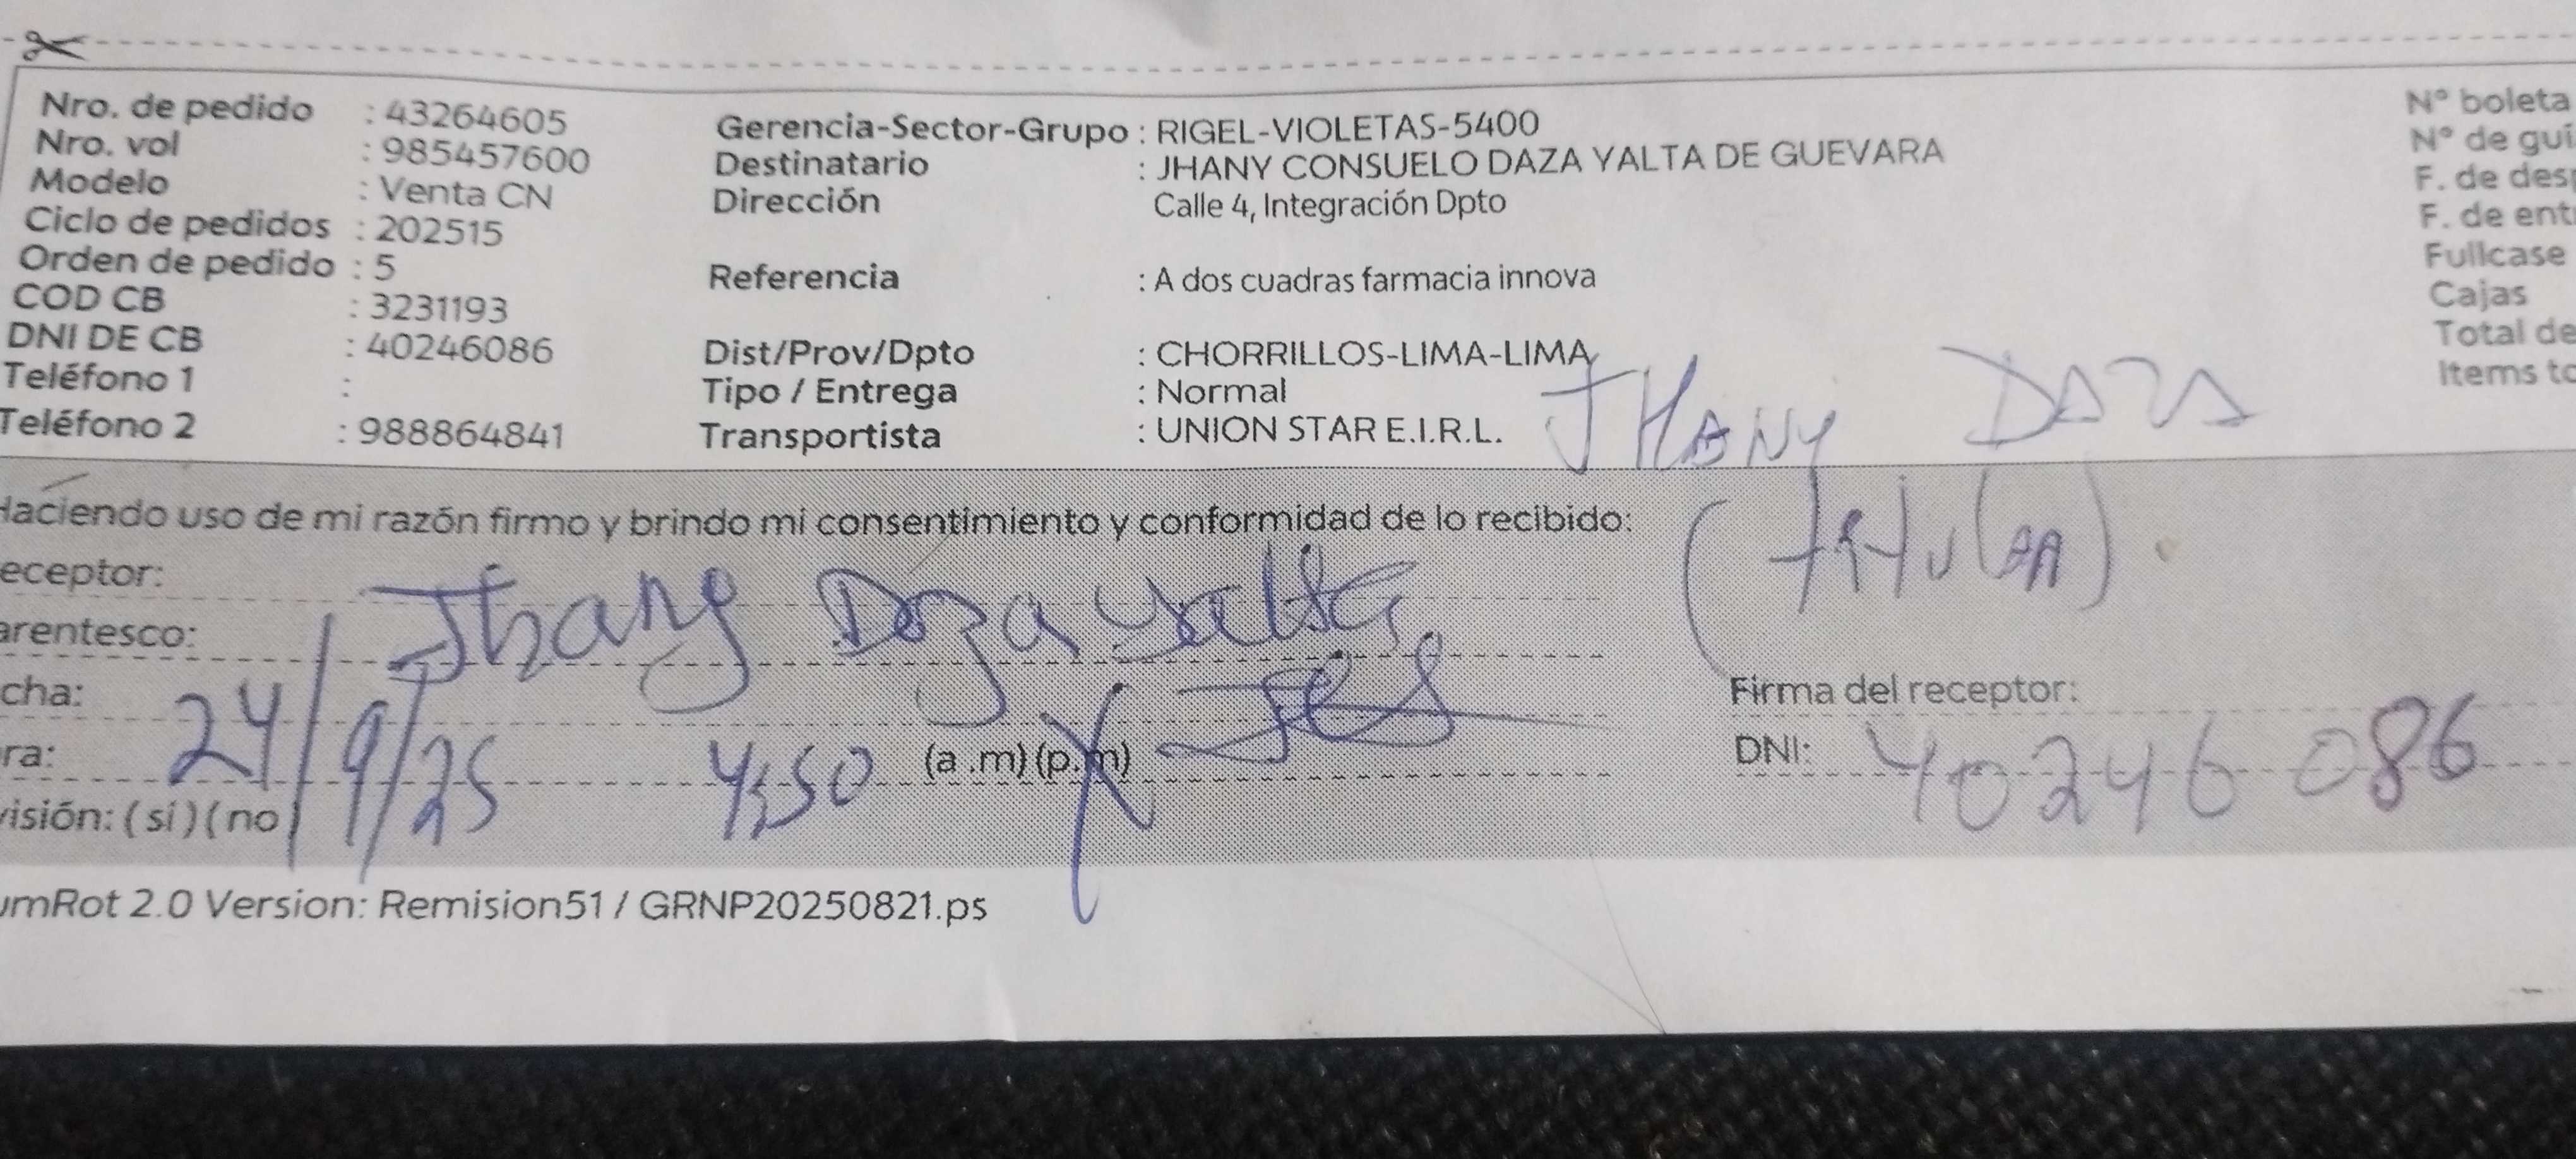 Nro. de pedido : 43264605
Nro. vol : 985457600
Modelo : Venta CN
Ciclo de pedidos : 202515
Orden de pedido : 5
COD CB : 3231193
DNI DE CB : 40246086
Teléfono 1 :
Teléfono 2 : 988864841
Gerencia-Sector-Grupo : RIGEL-VIOLETAS-5400
Destinatario : JHANY CONSUELO DAZA YALTA DE GUEVARA
Dirección Calle 4, Integración Dpto
Referencia : A dos cuadras farmacia innova
Dist/Prov/Dpto : CHORRILLOS-LIMA-LIMA
Tipo / Entrega : Normal
Transportista : UNION STAR E.I.R.L.
N° boleta
N° de gui
F. de desp
F. de ent
Fullcase
Cajas
Total de
Items to
JHANY DAZA
(titular)
Haciendo uso de mi razón firmo y brindo mi consentimiento y conformidad de lo recibido:
eceptor: Jhany Daza Yalta
arentesco:
cha: 24/9/25
ra: 4:50 (a .m) (p.m)
visión: (si) (no
Firma del receptor:
DNI: 40246086
umRot 2.0 Version: Remision51 / GRNP20250821.ps